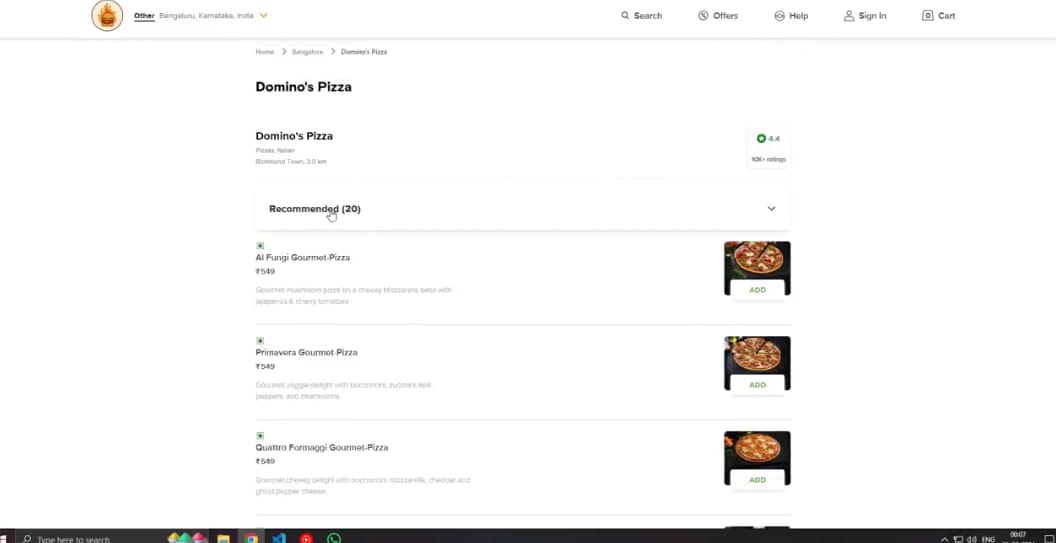 Other Bengaluru, Karnataka, India
Search
Offers
Help
Sign In
0 Cart
Home > Bangalore > Domino's Pizza
Domino's Pizza
Domino's Pizza
Pizzas, Italian
Richmond Town, 3.0 km
4.4
10K+ ratings
Recommended (20)
Al Fungi Gourmet-Pizza
₹549
Gourmet mushroom pizza on a cheesy Mozzarella base with
jalapenos & cherry tomatoes
ADD
Primavera Gourmet-Pizza
₹549
Gourmet veggie delight with bocconcini, zucchini, bell-
peppers, and mushrooms.
ADD
Quattro Formaggi Gourmet-Pizza
₹549
Gourmet cheesy delight with bocconcini, mozzarella, cheddar and
ghost pepper cheese.
ADD
Type here to search
ENG
00:07